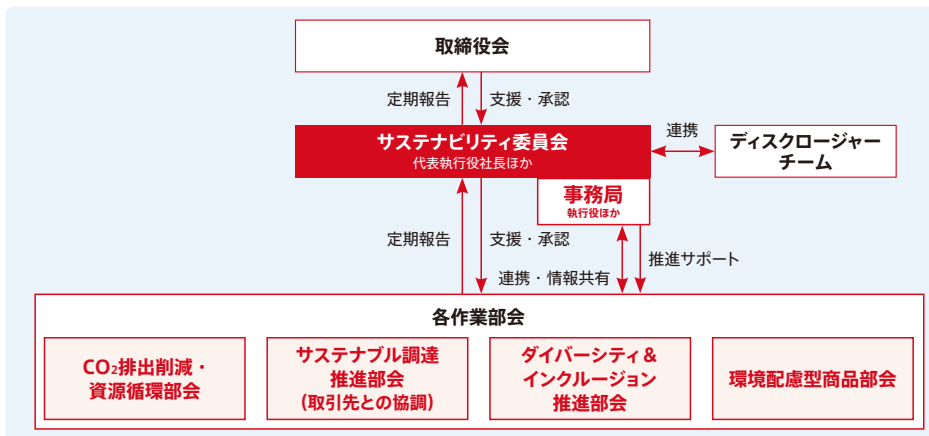 取締役会
定期報告
支援・承認
サステナビリティ委員会
代表執行役社長ほか
連携
ディスクロージャー
チーム
事務局
執行役ほか
定期報告
支援・承認
連携・情報共有
推進サポート
各作業部会
CO₂排出削減・
資源循環部会
サステナブル調達
推進部会
(取引先との協調)
ダイバーシティ&
インクルージョン
推進部会
環境配慮型商品部会